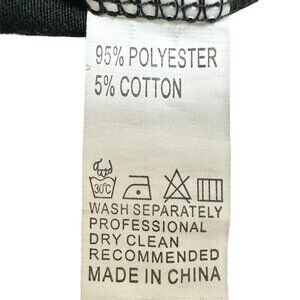 95% POLYESTER
5% COTTON
30°C
WASH SEPARATELY
PROFESSIONAL
DRY CLEAN
RECOMMENDED
MADE IN CHINA